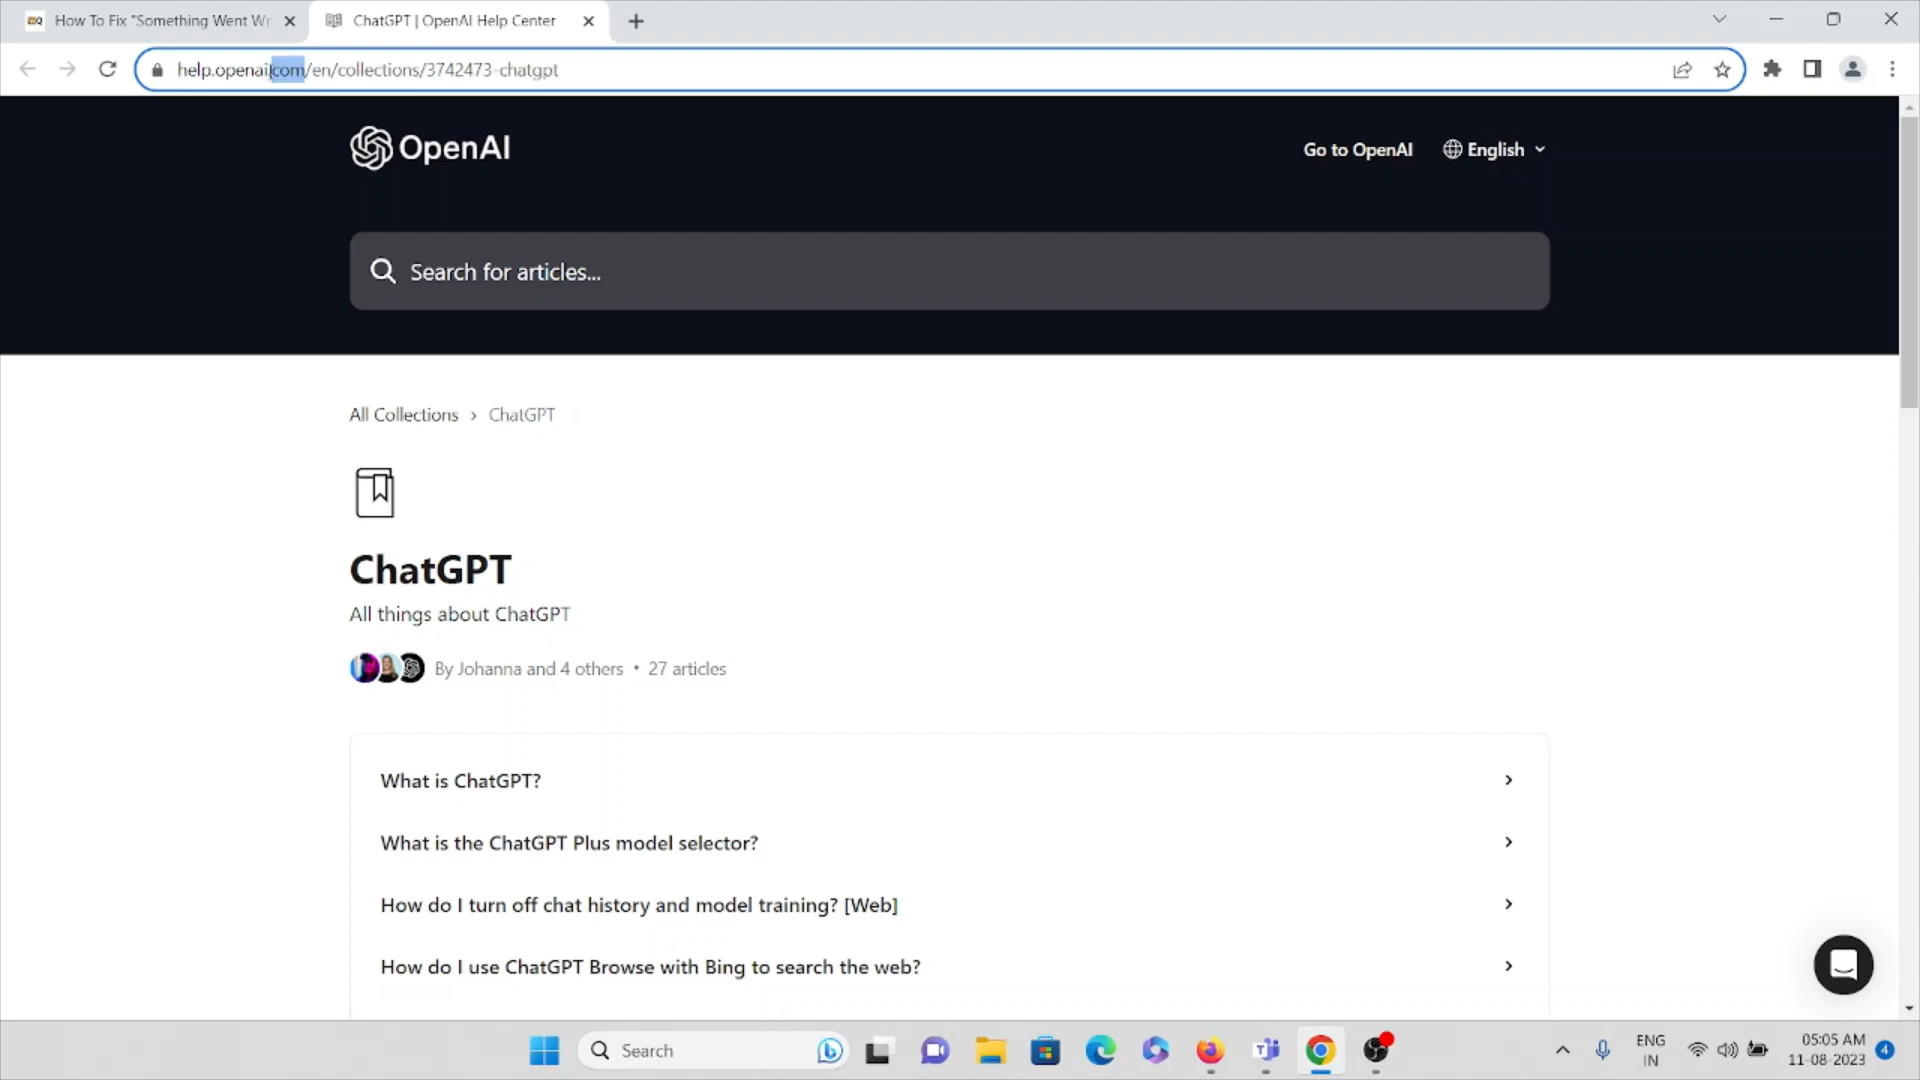 How To Fix "Something Went Wr
ChatGPT | OpenAI Help Center
help.openai.com/en/collections/3742473-chatgpt
OpenAI
Go to OpenAI
English
Search for articles...
All Collections > ChatGPT
ChatGPT
All things about ChatGPT
By Johanna and 4 others • 27 articles
What is ChatGPT?
What is the ChatGPT Plus model selector?
How do I turn off chat history and model training? [Web]
How do I use ChatGPT Browse with Bing to search the web?
Search
ENG
IN
05:05 AM
11-08-2023
4